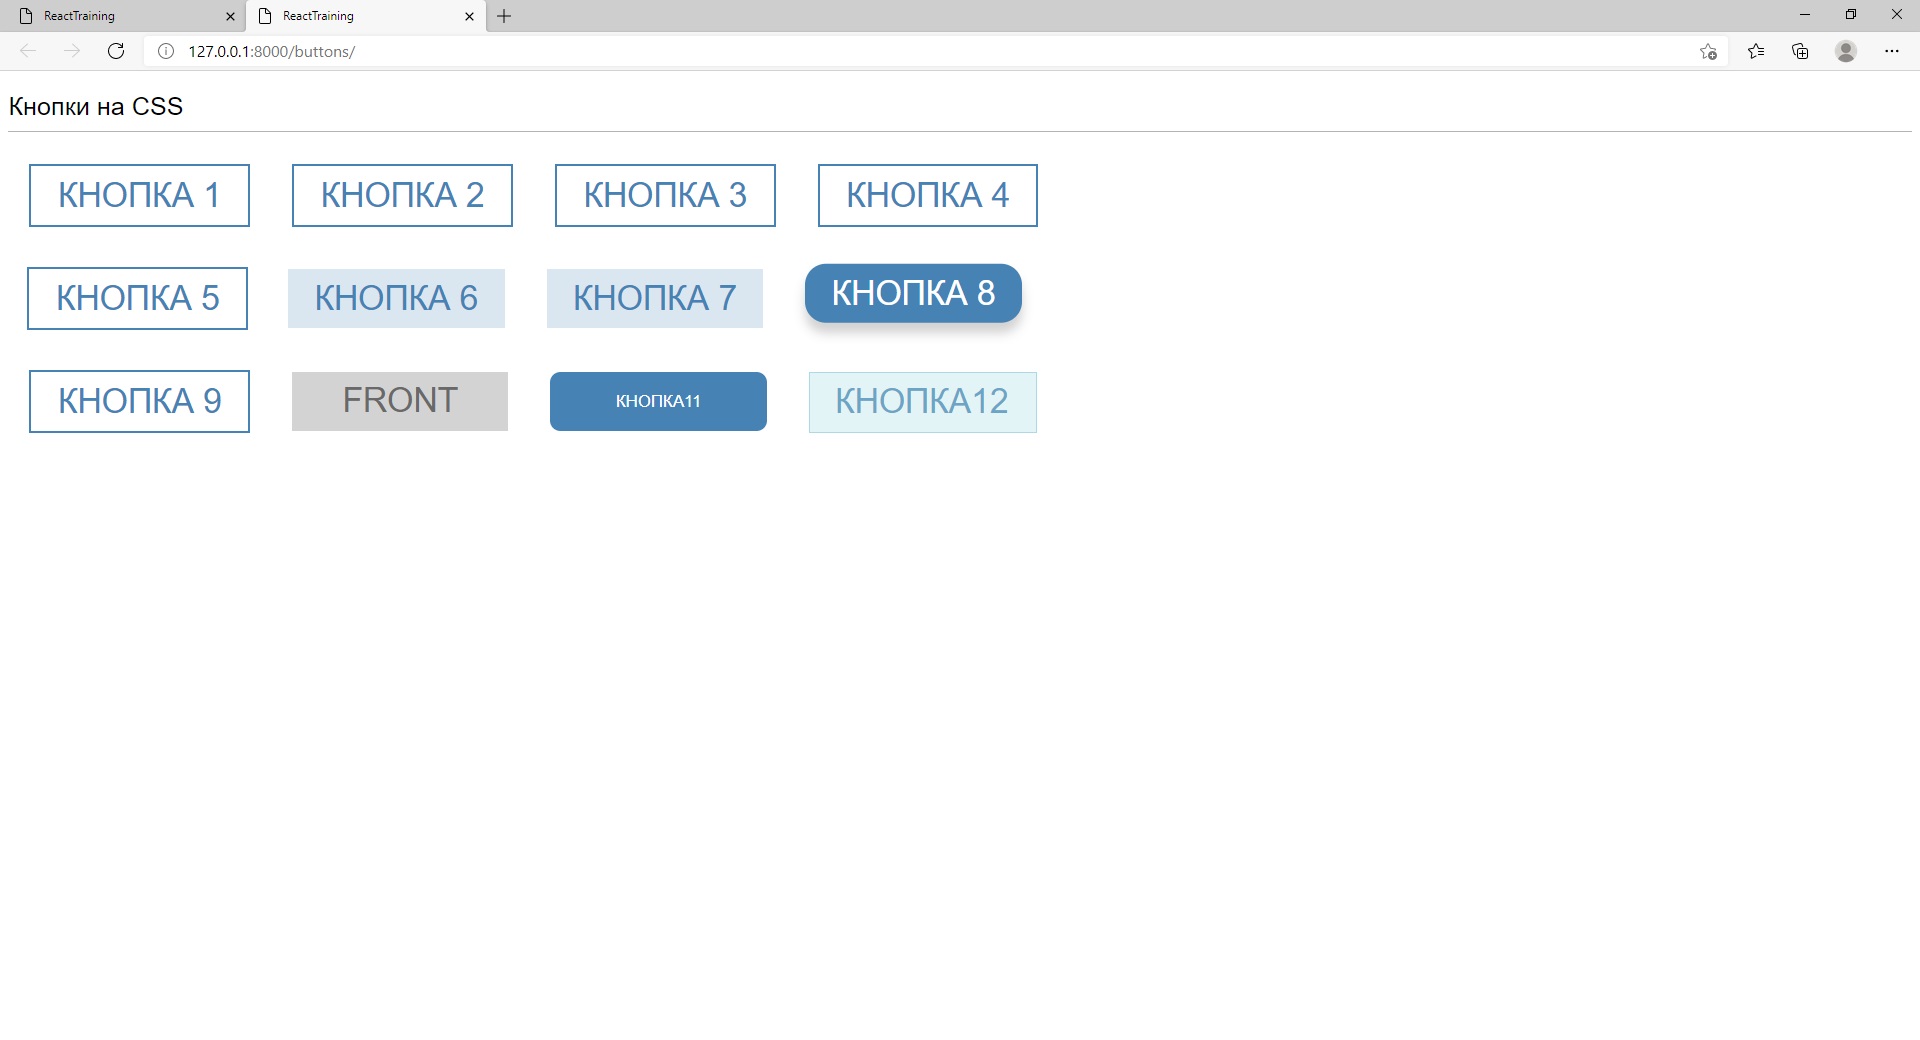 ReactTraining ReactTraining
127.0.0.1:8000/buttons/
Кнопки на CSS
КНОПКА 1 КНОПКА 2 КНОПКА 3 КНОПКА 4
КНОПКА 5 КНОПКА 6 КНОПКА 7 КНОПКА 8
КНОПКА 9 FRONT КНОПКА11 КНОПКА12